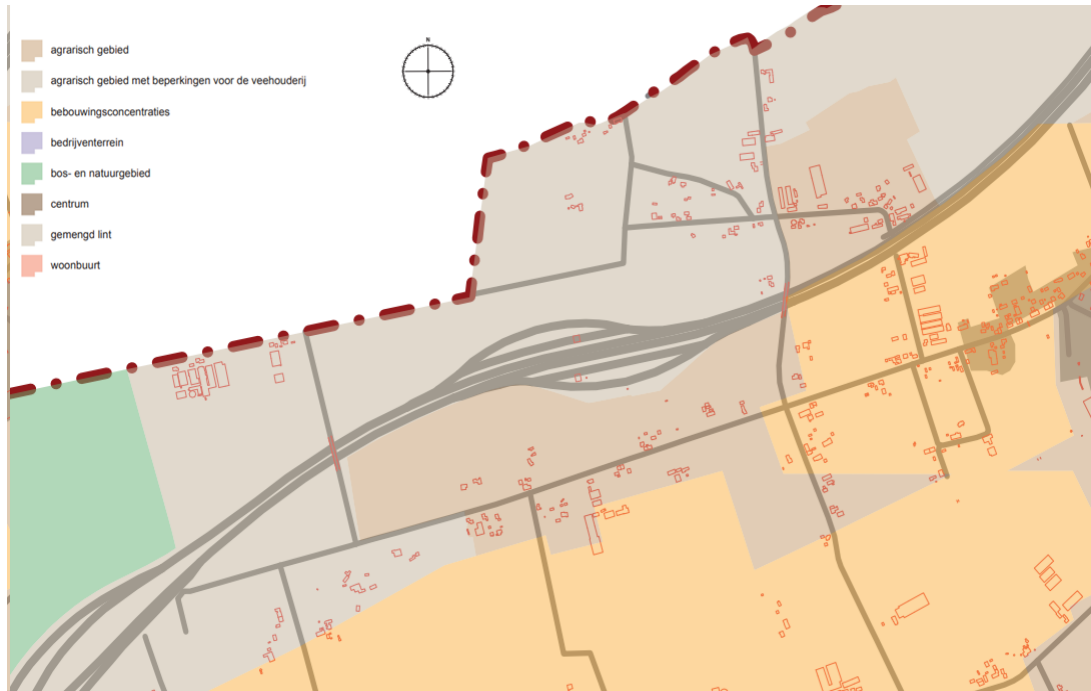 N
agrarisch gebied
agrarisch gebied met beperkingen voor de veehouderij
bebouwingsconcentraties
bedrijventerrein
bos- en natuurgebied
centrum
gemengd lint
woonbuurt